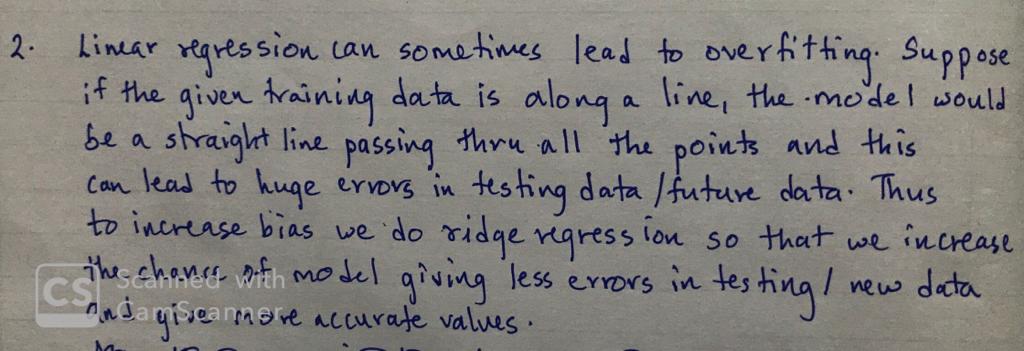 2. Linear regression can sometimes lead to overfitting. Suppose
if the given training data is along a line, the model would
be a straight line passing thru all the points and this
can lead to huge errors in testing data / future data. Thus
to increase bias we do ridge regression so that we increase
the chance of model giving less errors in testing / new data
and give more accurate values.
CS Scanned with
CamScanner